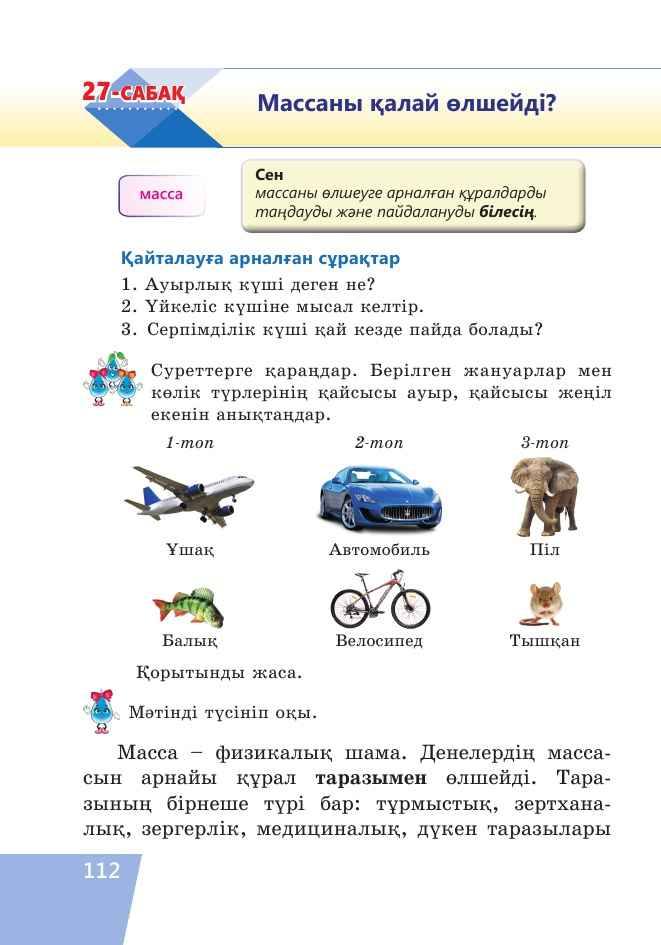 27-САБАҚ
Массаны қалай өлшейді?
масса
Сен
массаны өлшеуге арналған құралдарды
таңдауды және пайдалануды білесің.
Қайталауға арналған сұрақтар
1. Ауырлық күші деген не?
2. Үйкеліс күшіне мысал келтір.
3. Серпімділік күші қай кезде пайда болады?
Суреттерге қараңдар. Берілген жануарлар мен
көлік түрлерінің қайсысы ауыр, қайсысы жеңіл
екенін анықтаңдар.
1-топ 2-топ 3-топ
Ұшақ Автомобиль Піл
Балық Велосипед Тышқан
Қорытынды жаса.
Мәтінді түсініп оқы.
Масса – физикалық шама. Денелердің масса-
сын арнайы құрал таразымен өлшейді. Тара-
зының бірнеше түрі бар: тұрмыстық, зертхана-
лық, зергерлік, медициналық, дүкен таразылары
112